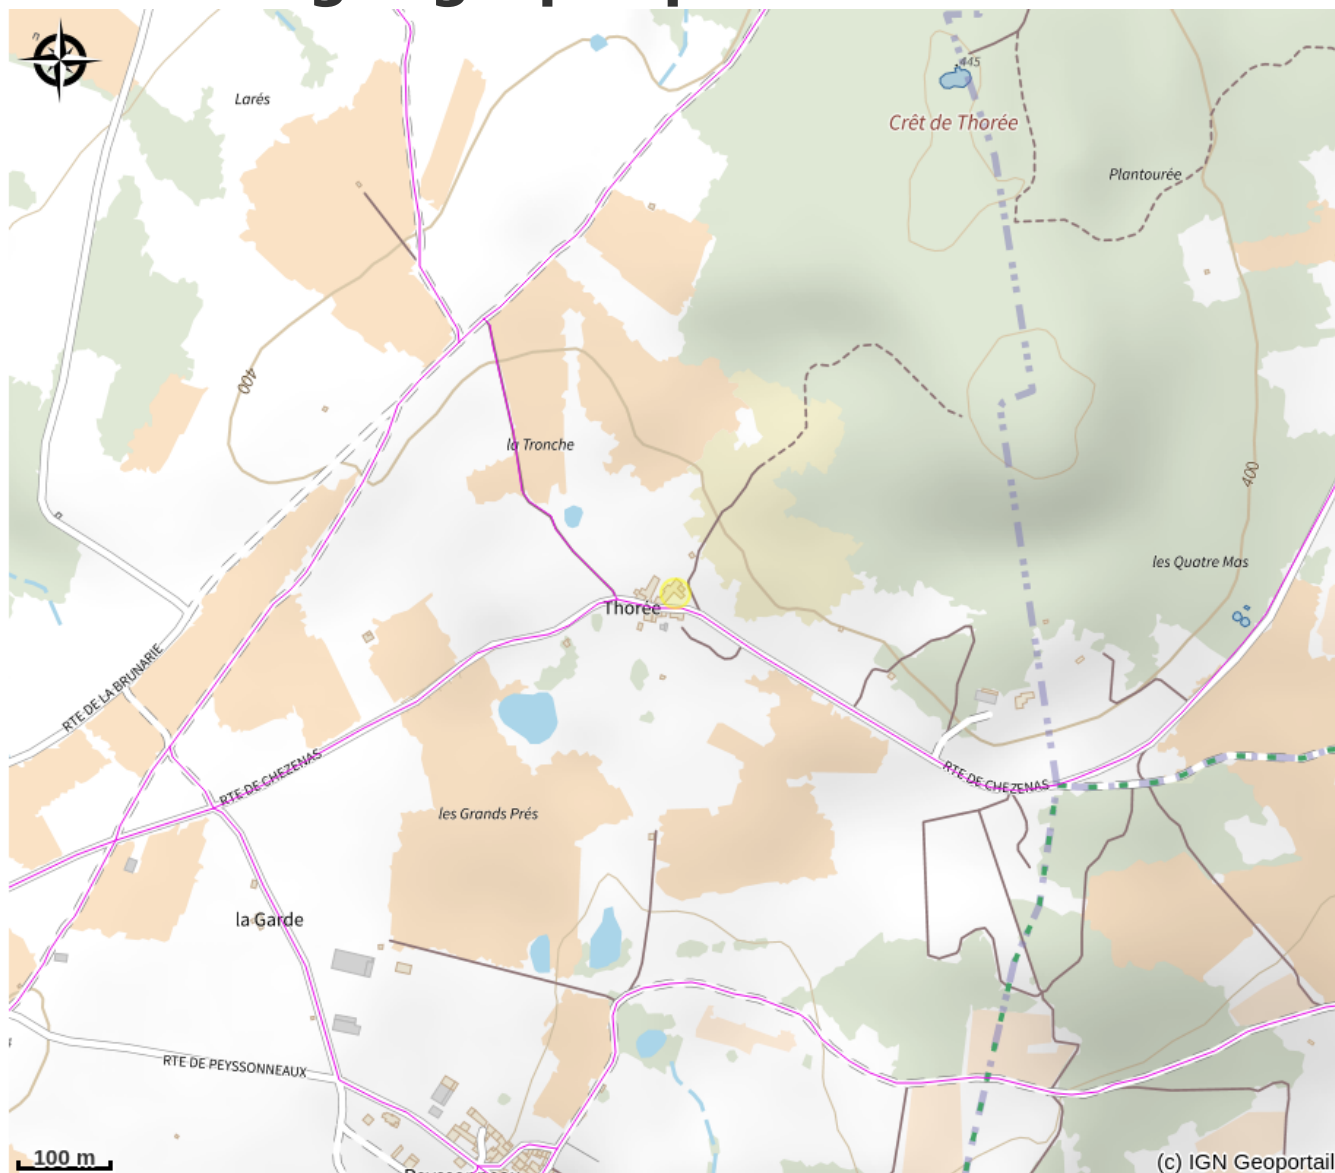 n
Larés
445
Crêt de Thorée
Plantourée
400
la Tronche
400
les Quatre Mas
Thorée
RTE DE LA BRUNARIE
RTE DE CHEZENAS
RTE DE CHEZENAS
les Grands Prés
la Garde
RTE DE PEYSSONNEAUX
100 m
(c) IGN Geoportail